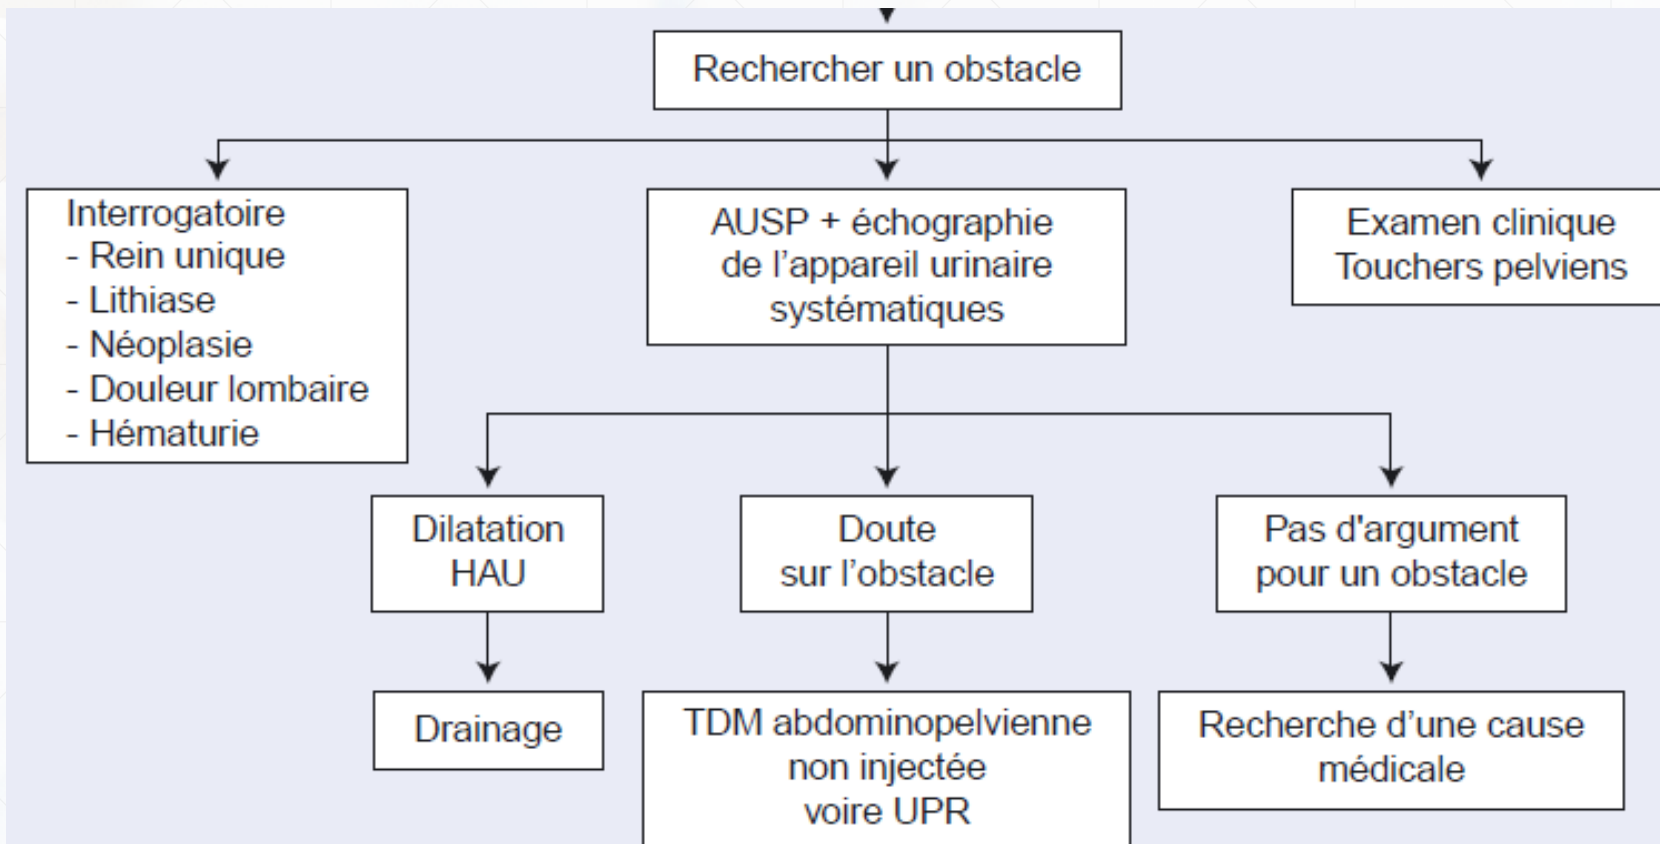 Rechercher un obstacle
Interrogatoire
- Rein unique
- Lithiase
- Néoplasie
- Douleur lombaire
- Hématurie
AUSP + échographie
de l’appareil urinaire
systématiques
Examen clinique
Touchers pelviens
Dilatation
HAU
Doute
sur l’obstacle
Pas d'argument
pour un obstacle
Drainage
TDM abdominopelvienne
non injectée
voire UPR
Recherche d’une cause
médicale